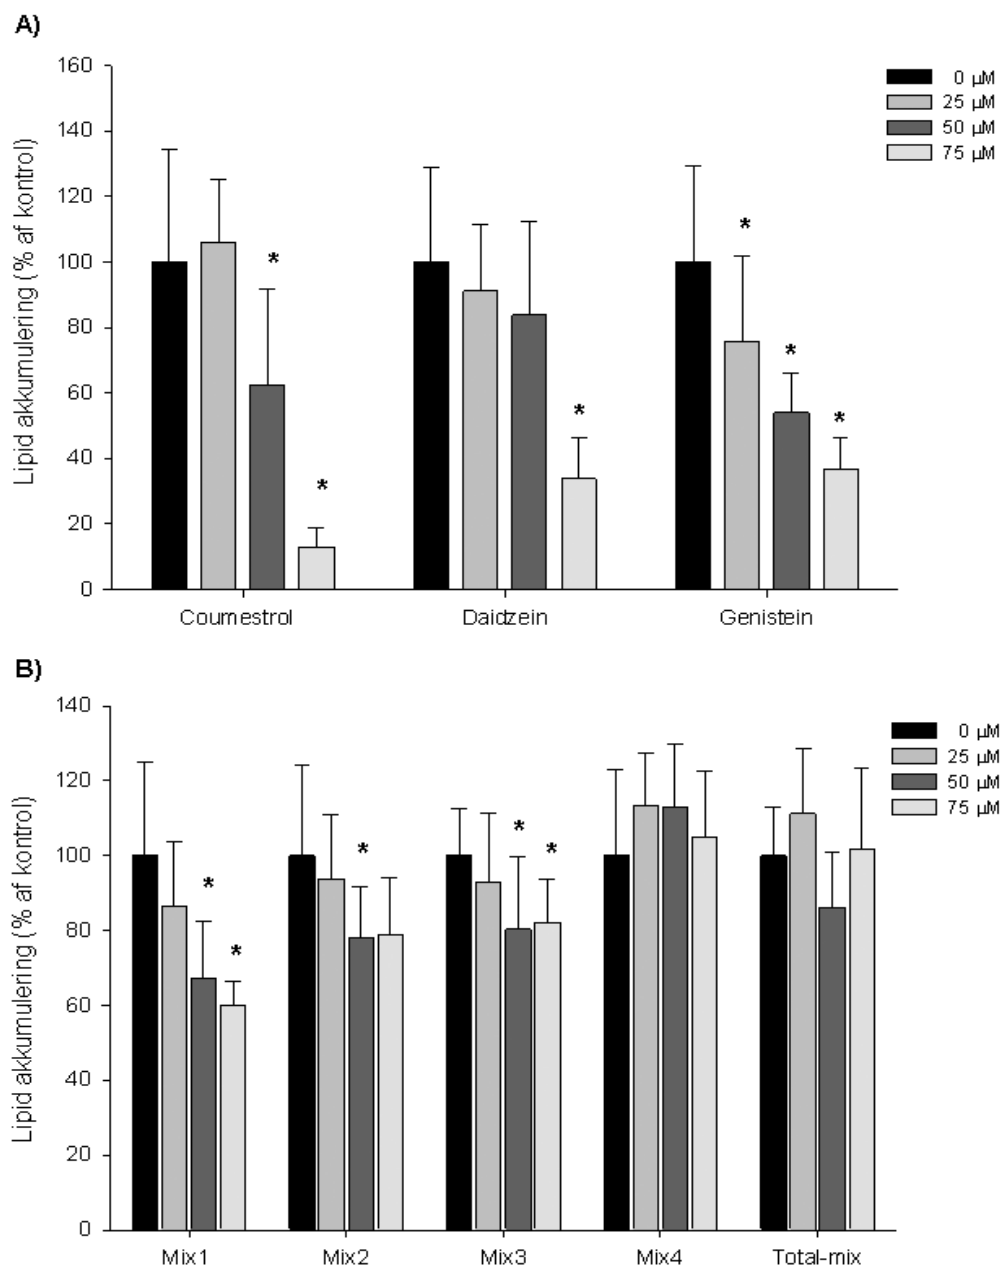 A)
Lipid akkumulering (% af kontrol)
160
140
120
100
80
60
40
20
0
0 µM
25 µM
50 µM
75 µM
*
*
*
*
*
*
Coumestrol
Daidzein
Genistein
B)
Lipid akkumulering (% af kontrol)
140
120
100
80
60
40
20
0
0 µM
25 µM
50 µM
75 µM
*
*
*
*
*
Mix1
Mix2
Mix3
Mix4
Total-mix